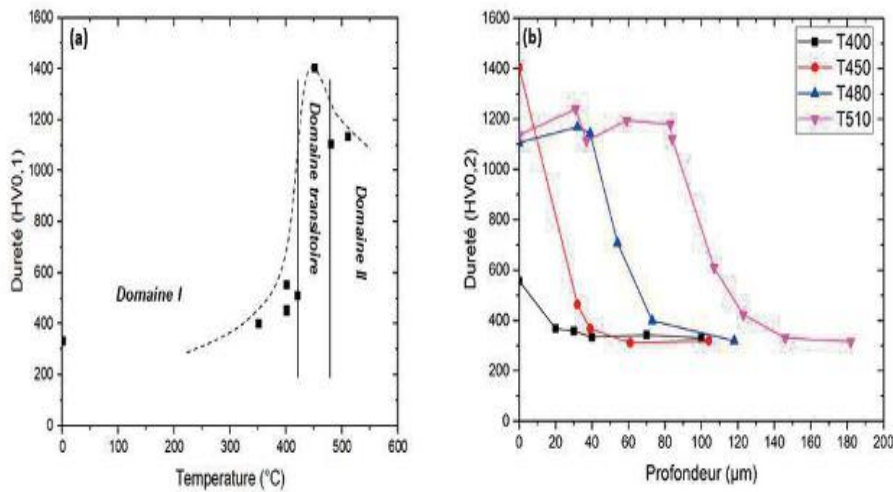 (a)
1600
1400
1200
1000
800
600
400
200
0
Dureté (HV0,1)
Domaine I
Domaine transitoire
Domaine II
0 100 200 300 400 500 600
Temperature (°C)
(b)
T400
T450
T480
T510
1600
1400
1200
1000
800
600
400
200
0
Dureté (HV0,2)
0 20 40 60 80 100 120 140 160 180 200
Profondeur (µm)